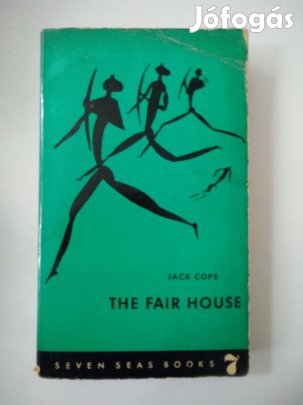 Jófogás
JACK COPE
THE FAIR HOUSE
SEVEN SEAS BOOKS 7